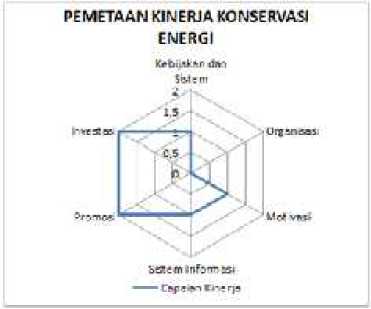 PEMETAAN KINERJA KONSERVASI
ENERGI
Kebijakan dan
Sistem
2
1,5
1
0,5
0
Investasi
Organisasi
Promosi
Motivasi
Sistem Informasi
Capaian Kinerja